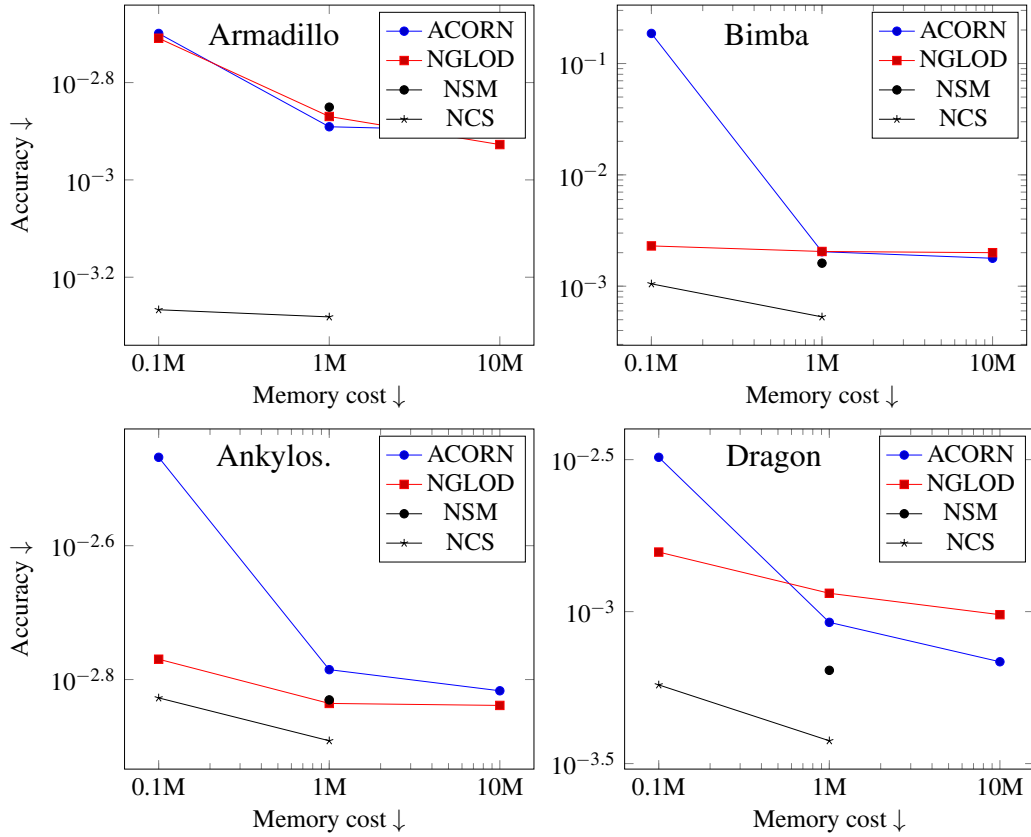 Armadillo
ACORN
NGLOD
NSM
NCS
10^{-2.8}
10^{-3}
10^{-3.2}
Accuracy ↓
0.1M 1M 10M
Memory cost ↓
Bimba
ACORN
NGLOD
NSM
NCS
10^{-1}
10^{-2}
10^{-3}
0.1M 1M 10M
Memory cost ↓
Ankylos.
ACORN
NGLOD
NSM
NCS
10^{-2.6}
10^{-2.8}
Accuracy ↓
0.1M 1M 10M
Memory cost ↓
Dragon
ACORN
NGLOD
NSM
NCS
10^{-2.5}
10^{-3}
10^{-3.5}
0.1M 1M 10M
Memory cost ↓